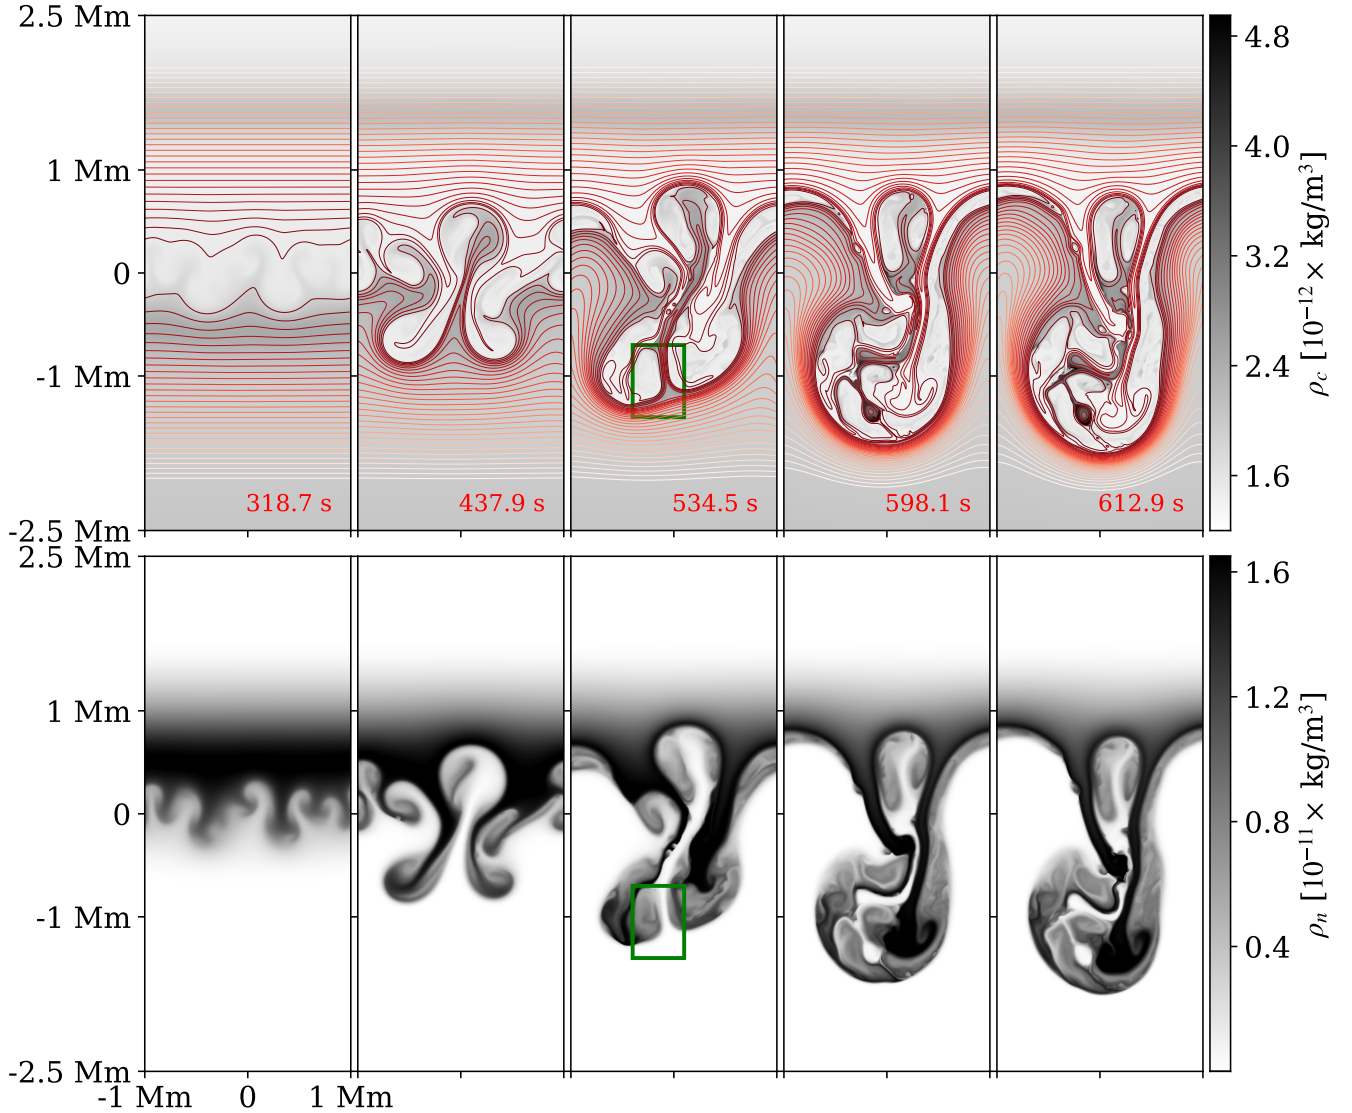 2.5 Mm
1 Mm
0
-1 Mm
-2.5 Mm
318.7 s
437.9 s
534.5 s
598.1 s
612.9 s
4.8
4.0
3.2
2.4
1.6
ρc [10⁻¹² × kg/m³]
2.5 Mm
1 Mm
0
-1 Mm
-2.5 Mm
-1 Mm
0
1 Mm
1.6
1.2
0.8
0.4
ρn [10⁻¹¹ × kg/m³]